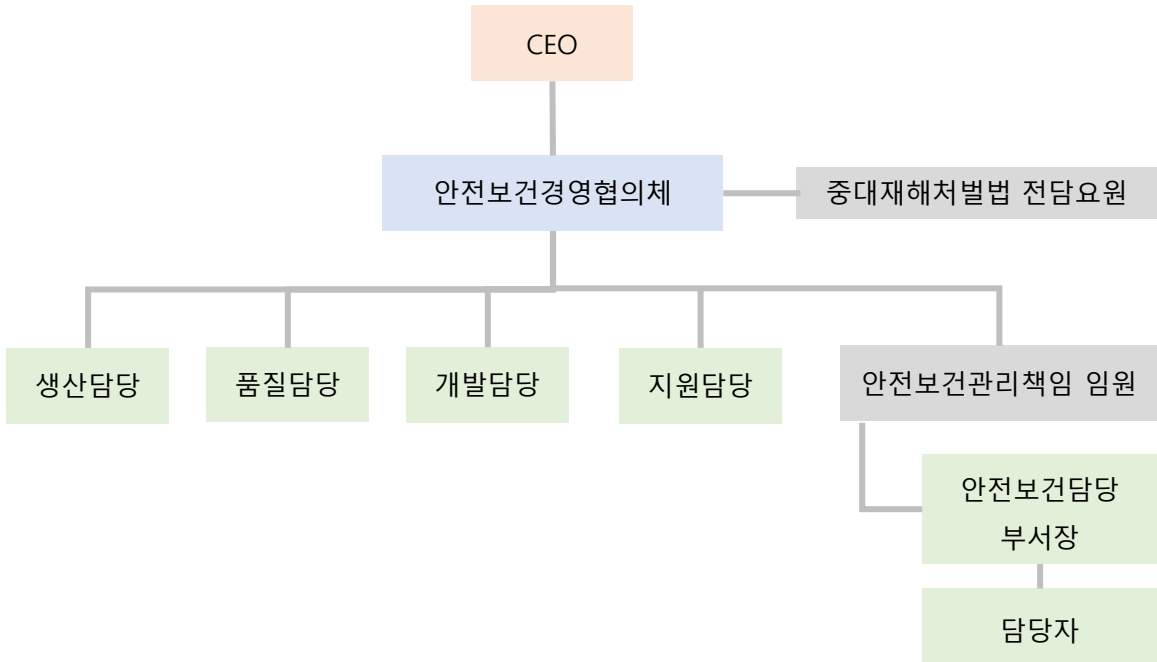 CEO
안전보건경영협의체
중대재해처벌법 전담요원
생산담당
품질담당
개발담당
지원담당
안전보건관리책임 임원
안전보건담당
부서장
담당자